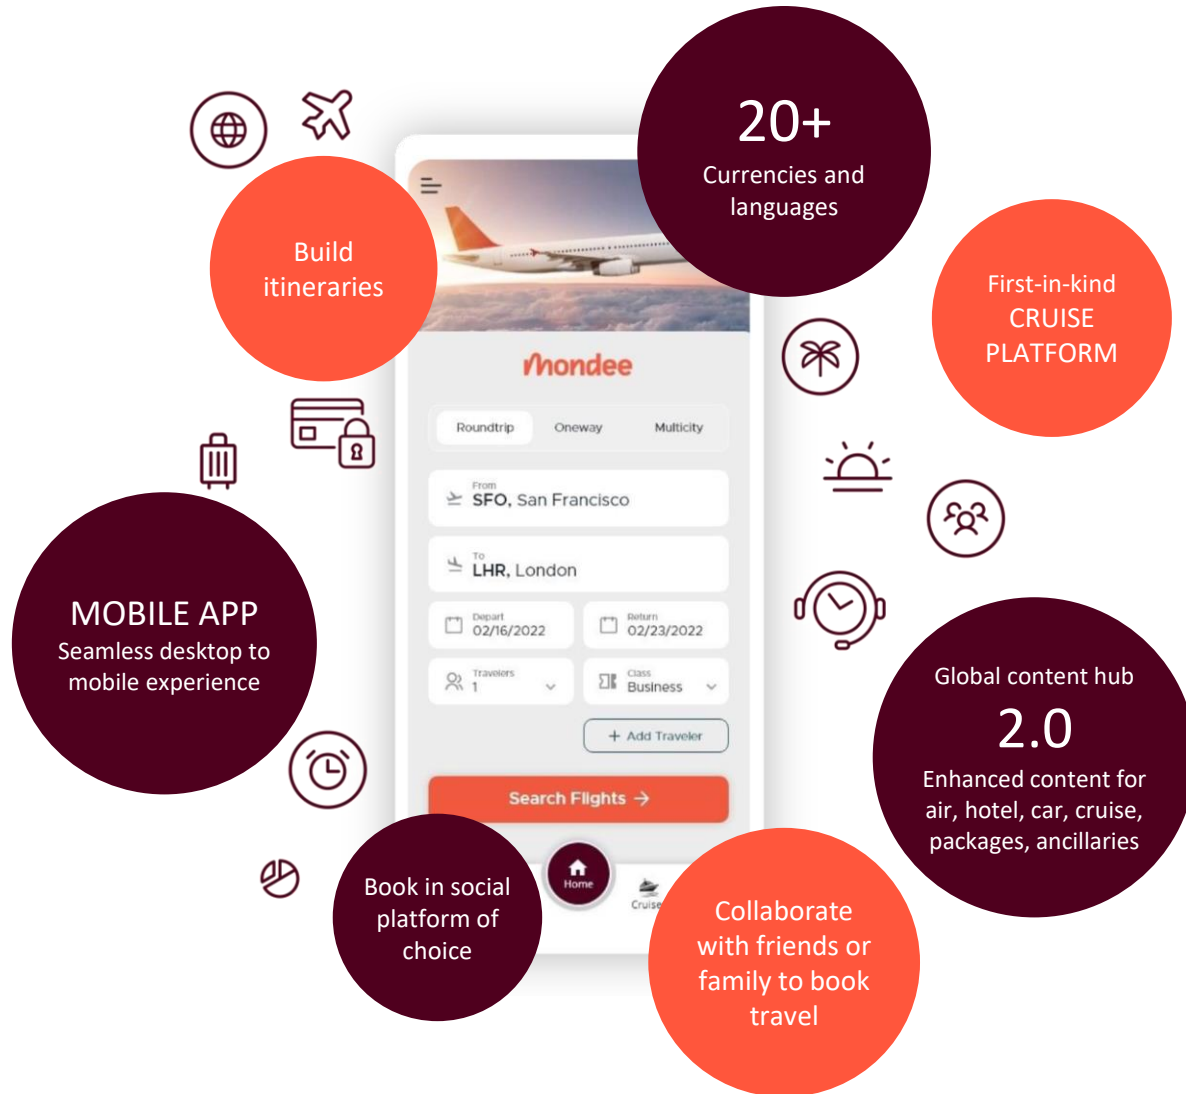 20+
Currencies and
languages
Build
itineraries
First-in-kind
CRUISE
PLATFORM
mondee
Roundtrip
Oneway
Multicity
From
SFO, San Francisco
To
LHR, London
Depart
02/16/2022
Return
02/23/2022
Travelers
1
Class
Business
+ Add Traveler
Search Flights →
MOBILE APP
Seamless desktop to
mobile experience
Global content hub
2.0
Enhanced content for
air, hotel, car, cruise,
packages, ancillaries
Book in social
platform of
choice
Home
Cruise
Collaborate
with friends or
family to book
travel